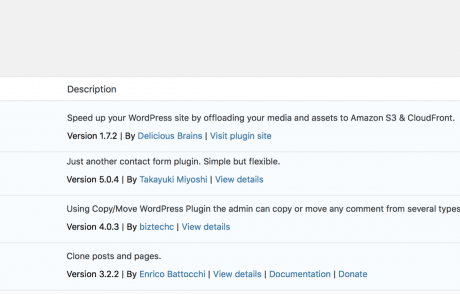 Description
Speed up your WordPress site by offloading your media and assets to Amazon S3 & CloudFront.
Version 1.7.2 | By Delicious Brains | Visit plugin site
Just another contact form plugin. Simple but flexible.
Version 5.0.4 | By Takayuki Miyoshi | View details
Using Copy/Move WordPress Plugin the admin can copy or move any comment from several types
Version 4.0.3 | By biztechc | View details
Clone posts and pages.
Version 3.2.2 | By Enrico Battocchi | View details | Documentation | Donate